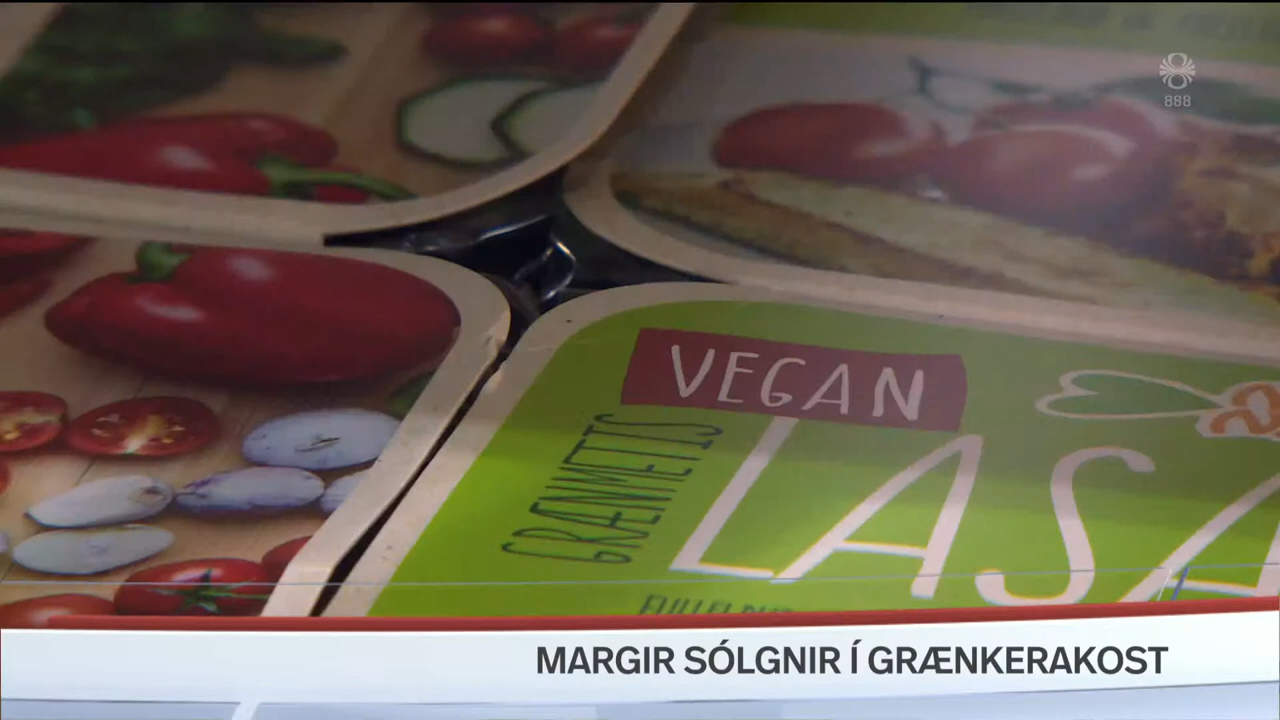 888
VEGAN
GRÆNMETIS
LASA
MARGIR SÓLGNIR Í GRÆNKERAKOST